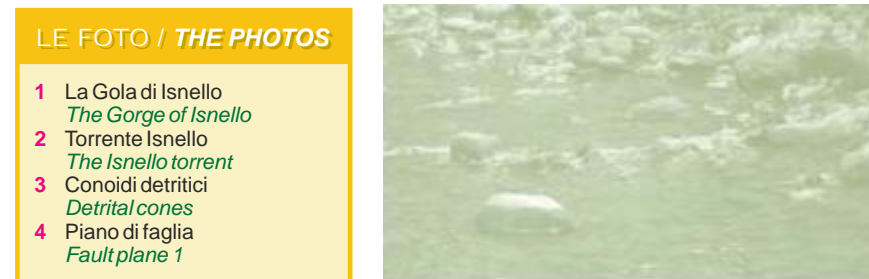 LE FOTO / THE PHOTOS
1 La Gola di Isnello
The Gorge of Isnello
2 Torrente Isnello
The Isnello torrent
3 Conoidi detritici
Detrital cones
4 Piano di faglia
Fault plane 1